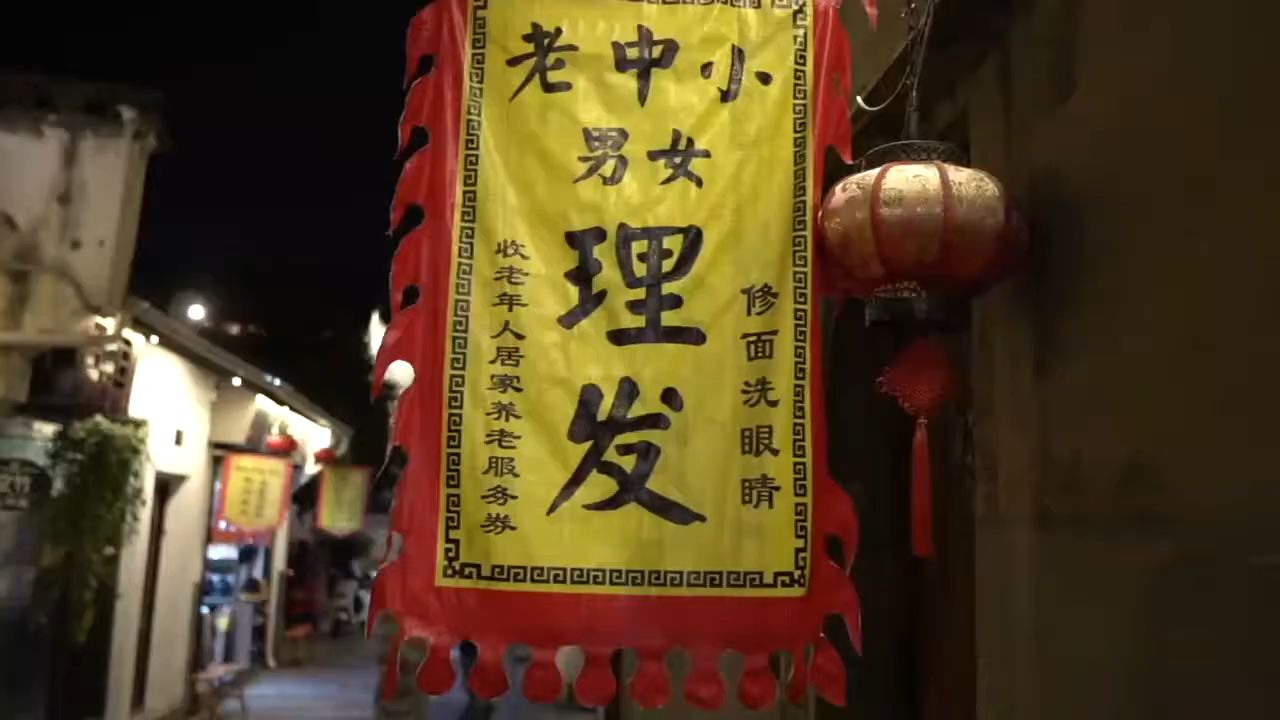 老中小
男女
理发
修面洗眼睛
收老年人居家养老服务券